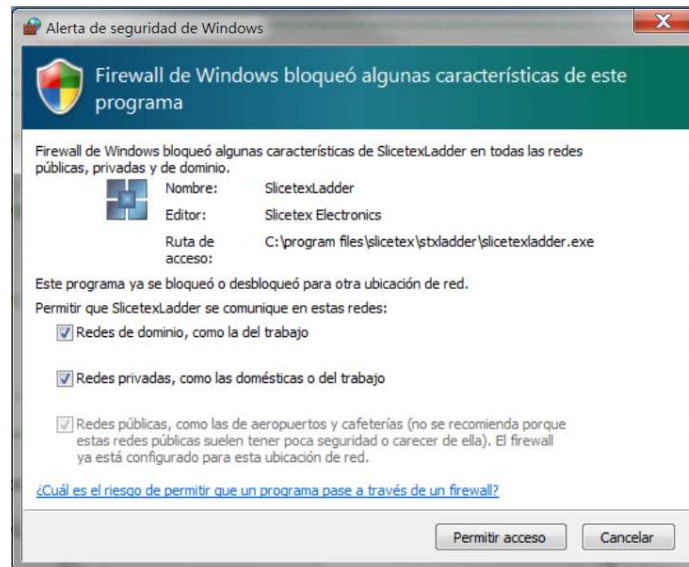 Alerta de seguridad de Windows
Firewall de Windows bloqueó algunas características de este
programa
Firewall de Windows bloqueó algunas características de SlicetexLadder en todas las redes
públicas, privadas y de dominio.
Nombre: SlicetexLadder
Editor: Slicetex Electronics
Ruta de C:\program files\slicetex\stxladder\slicetexladder.exe
acceso:
Este programa ya se bloqueó o desbloqueó para otra ubicación de red.
Permitir que SlicetexLadder se comunique en estas redes:
Redes de dominio, como la del trabajo
Redes privadas, como las domésticas o del trabajo
Redes públicas, como las de aeropuertos y cafeterías (no se recomienda porque
estas redes públicas suelen tener poca seguridad o carecer de ella). El firewall
ya está configurado para esta ubicación de red.
¿Cuál es el riesgo de permitir que un programa pase a través de un firewall?
Permitir acceso Cancelar